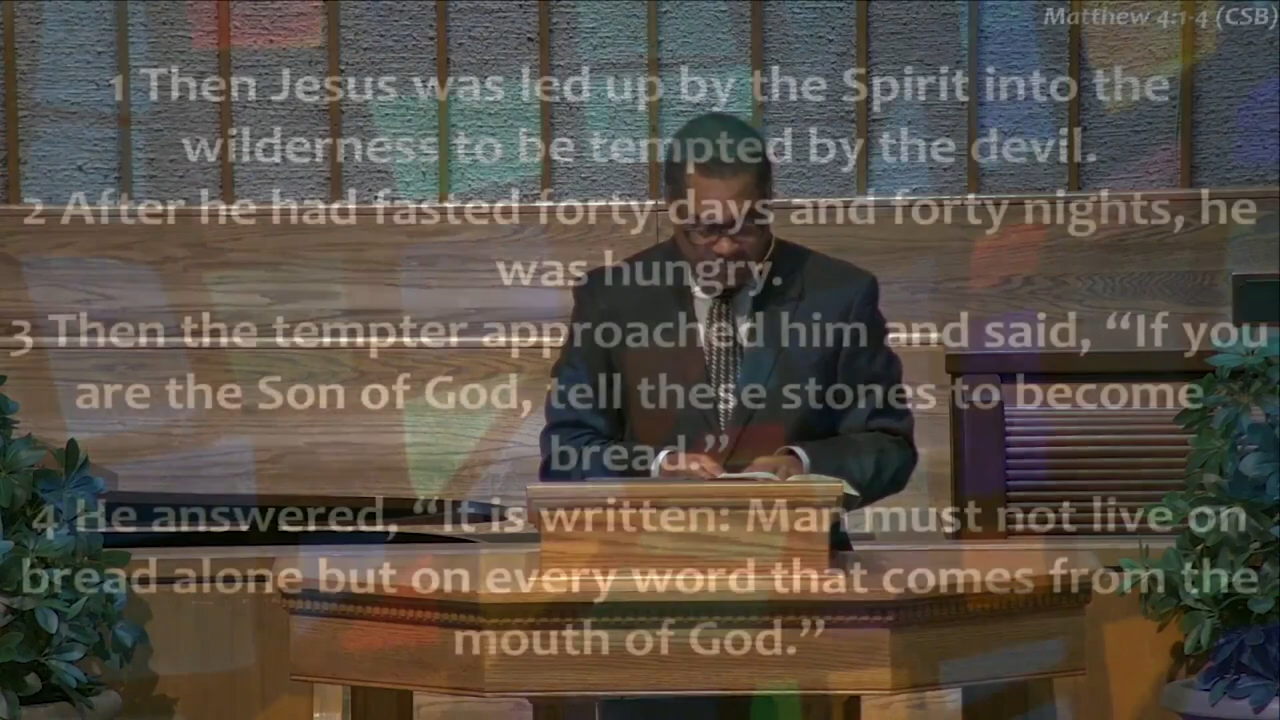 Matthew 4:1-4 (CSB)
1 Then Jesus was led up by the Spirit into the
wilderness to be tempted by the devil.
2 After he had fasted forty days and forty nights, he
was hungry.
3 Then the tempter approached him and said, “If you
are the Son of God, tell these stones to become
bread.”
4 He answered, “It is written: Man must not live on
bread alone but on every word that comes from the
mouth of God.”